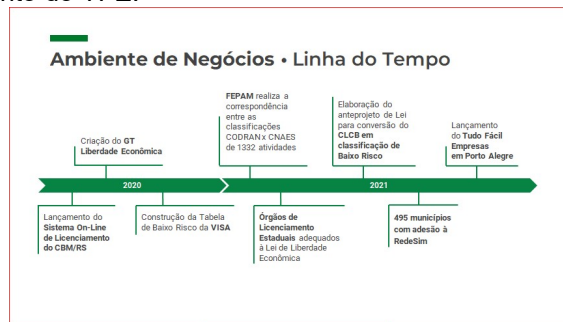 Ambiente de Negócios • Linha do Tempo
Criação do GT
Liberdade Econômica
FEPAM realiza a
correspondência
entre as
classificações
CODRAN x CNAES
de 1332 atividades
Elaboração do
anteprojeto de Lei
para conversão do
CLCB em
classificação de
Baixo Risco
Lançamento
do Tudo Fácil
Empresas
em Porto Alegre
2020
2021
Lançamento do
Sistema On-Line
de Licenciamento
do CBM/RS
Construção da Tabela
de Baixo Risco da VISA
Órgãos de
Licenciamento
Estaduais adequados
à Lei de Liberdade
Econômica
495 municípios
com adesão à
RedeSim